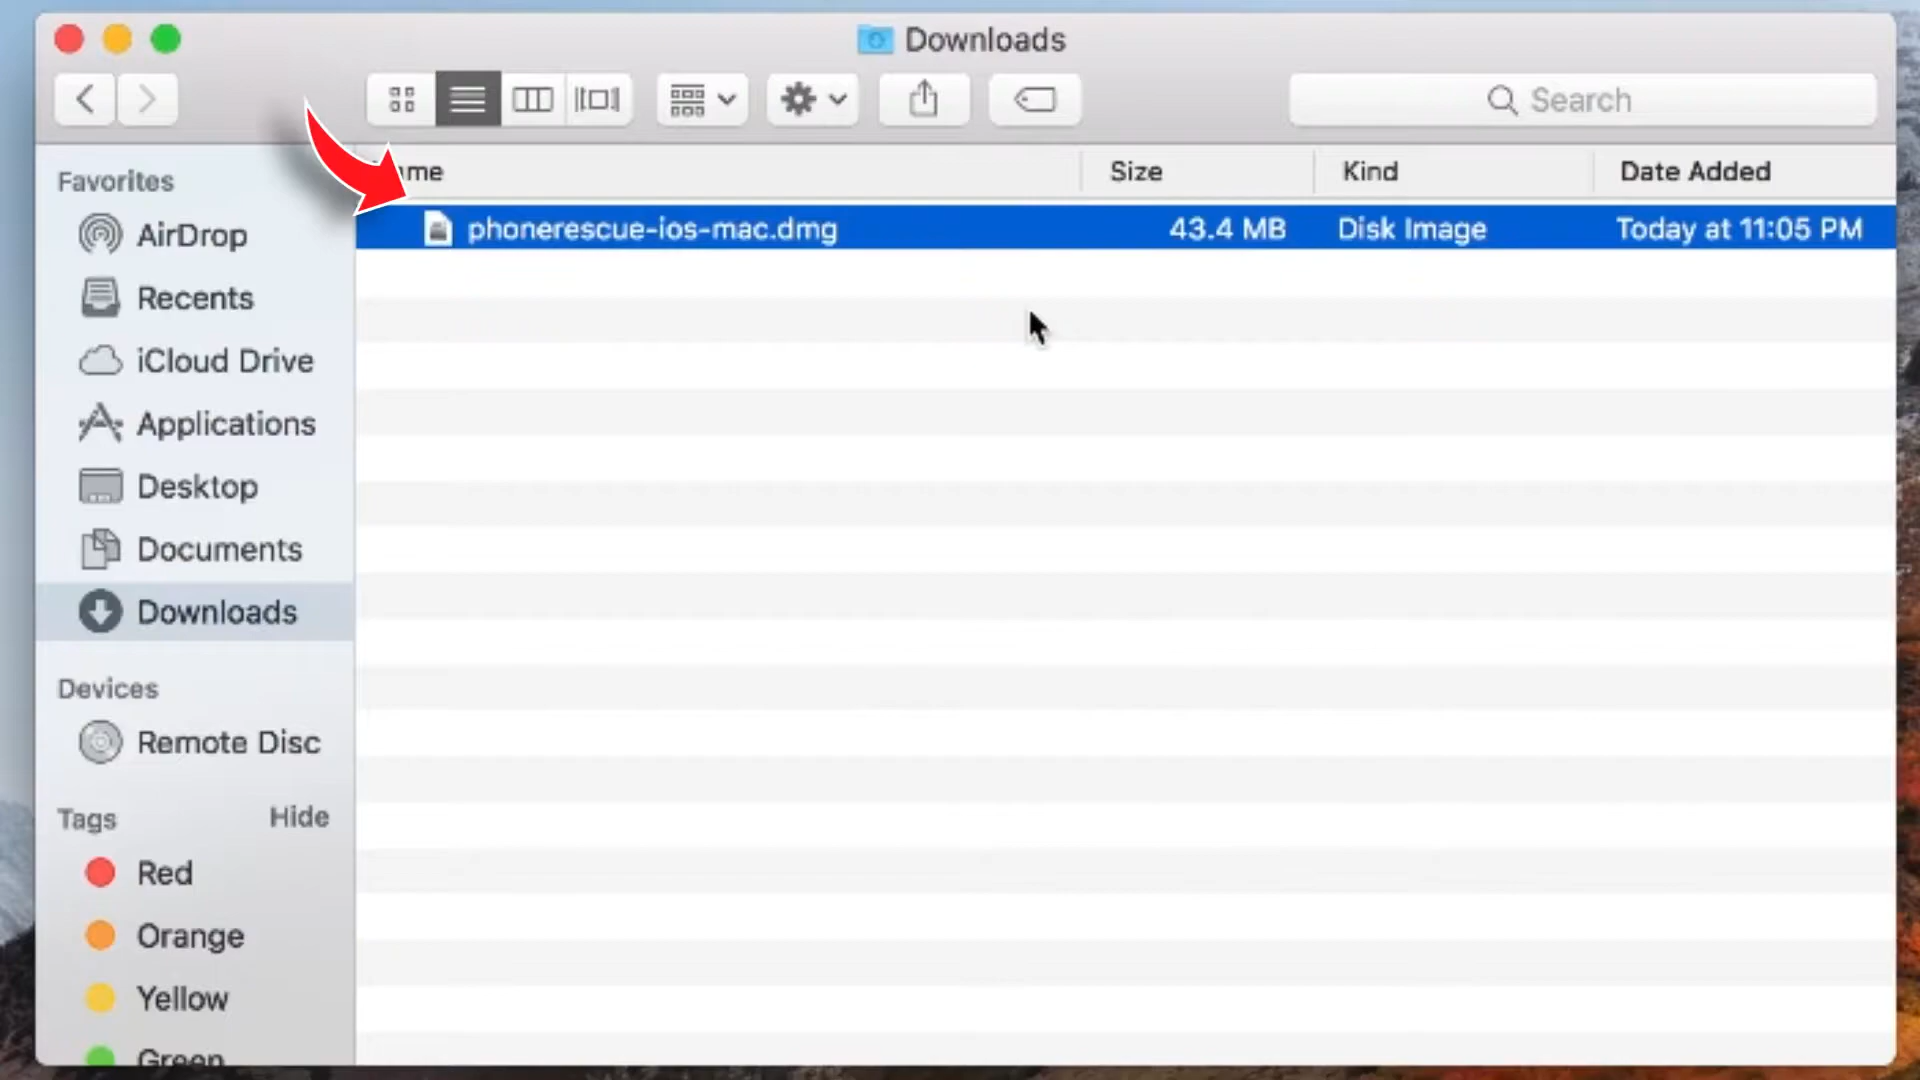 Downloads
Search
Favorites
AirDrop
Recents
iCloud Drive
Applications
Desktop
Documents
Downloads
Devices
Remote Disc
Tags Hide
Red
Orange
Yellow
Green
me Size Kind Date Added
phonerescue-ios-mac.dmg 43.4 MB Disk Image Today at 11:05 PM